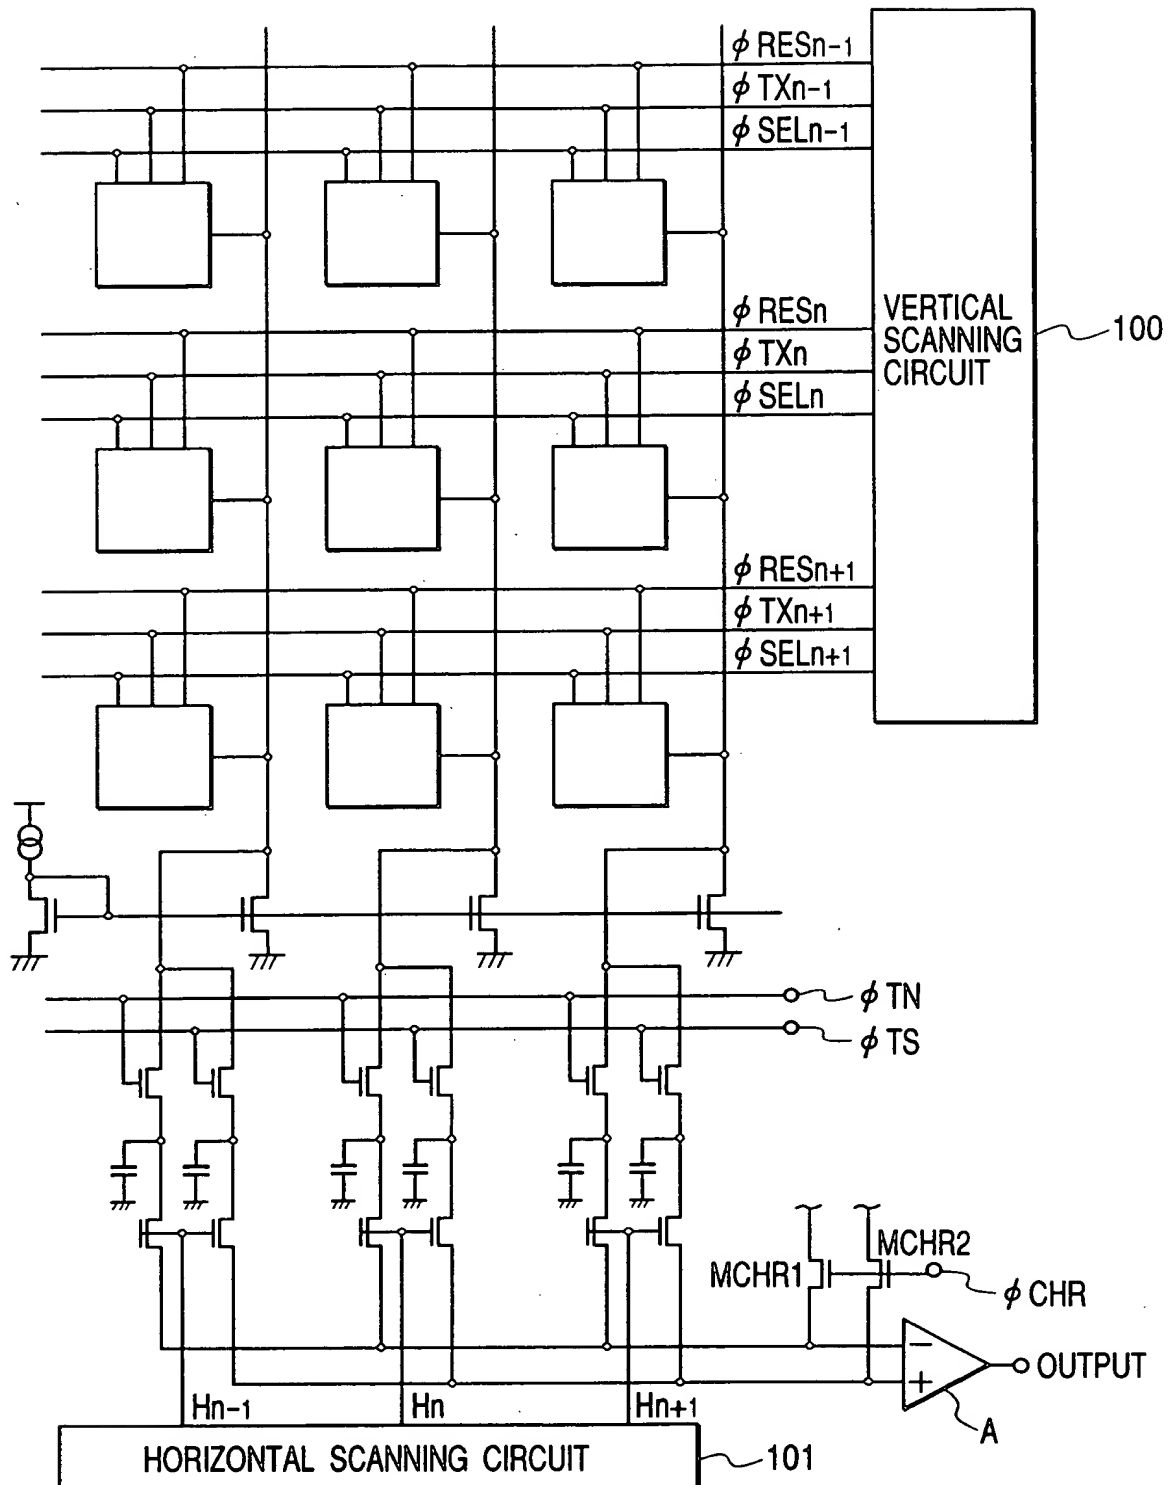 ϕ RESn-1
ϕ TXn-1
ϕ SELn-1
ϕ RESn
ϕ TXn
ϕ SELn
VERTICAL
SCANNING
CIRCUIT
100
ϕ RESn+1
ϕ TXn+1
ϕ SELn+1
ϕ TN
ϕ TS
MCHR2
MCHR1
ϕ CHR
−
+
OUTPUT
A
Hn-1
Hn
Hn+1
HORIZONTAL SCANNING CIRCUIT
101